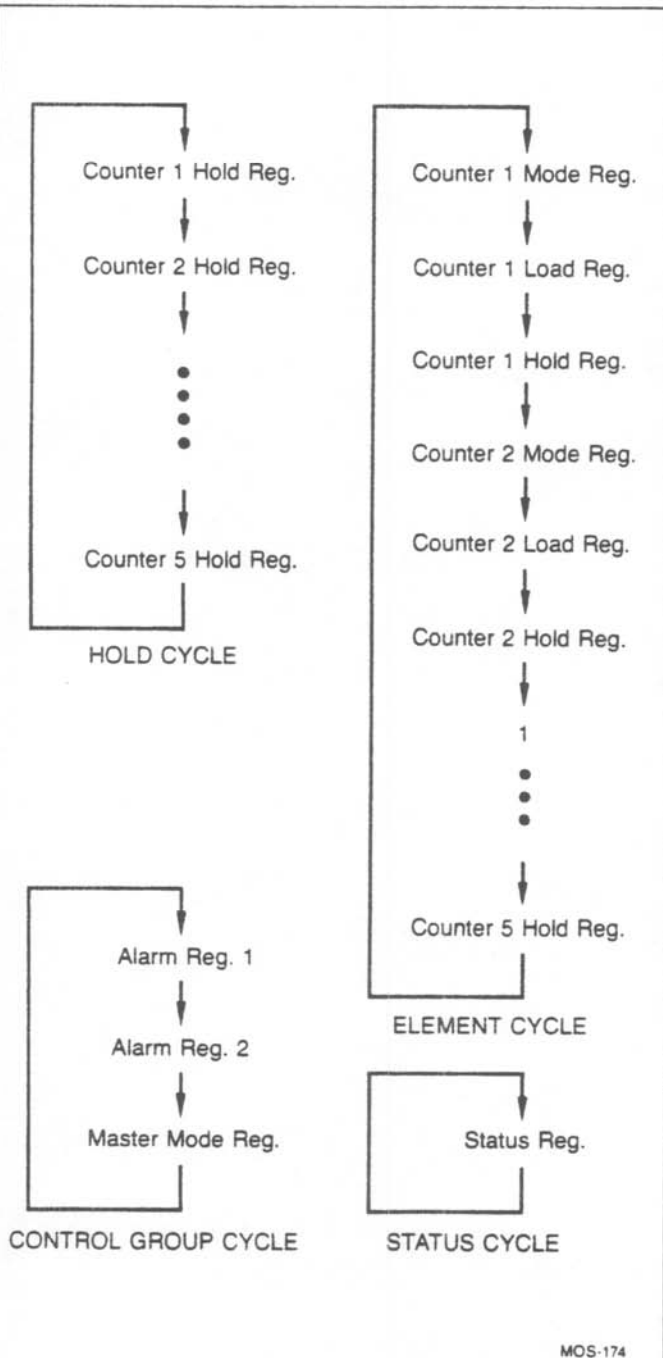 Counter 1 Hold Reg.
Counter 2 Hold Reg.
Counter 5 Hold Reg.
HOLD CYCLE
Counter 1 Mode Reg.
Counter 1 Load Reg.
Counter 1 Hold Reg.
Counter 2 Mode Reg.
Counter 2 Load Reg.
Counter 2 Hold Reg.
1
Counter 5 Hold Reg.
ELEMENT CYCLE
Alarm Reg. 1
Alarm Reg. 2
Master Mode Reg.
CONTROL GROUP CYCLE
Status Reg.
STATUS CYCLE
MOS-174